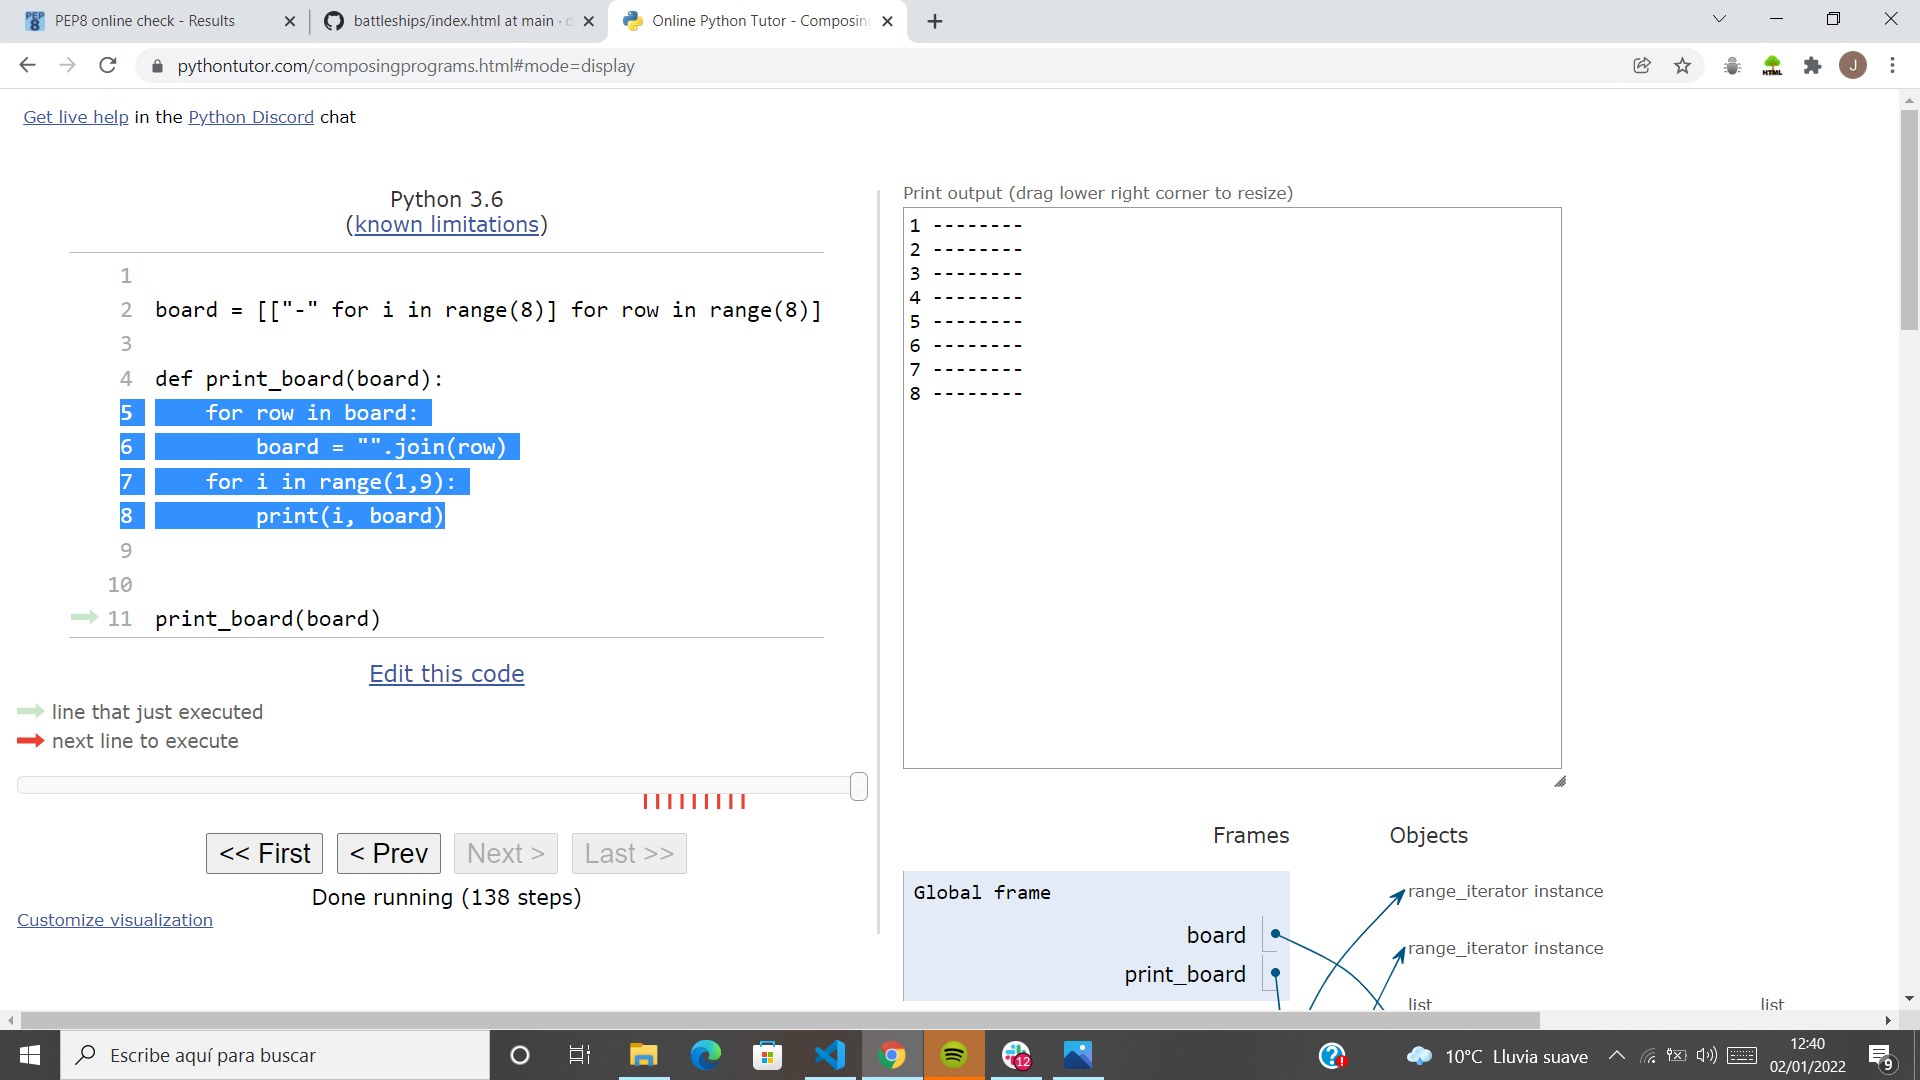 PEP8 online check - Results
battleships/index.html at main ·
Online Python Tutor - Composing
pythontutor.com/composingprograms.html#mode=display
HTML
J
Get live help in the Python Discord chat
Python 3.6
(known limitations)
1
2 board = [["-" for i in range(8)] for row in range(8)]
3
4 def print_board(board):
5     for row in board:
6         board = "".join(row)
7     for i in range(1,9):
8         print(i, board)
9
10
11 print_board(board)
Edit this code
line that just executed
next line to execute
<< First < Prev Next > Last >>
Done running (138 steps)
Customize visualization
Print output (drag lower right corner to resize)
1 --------
2 --------
3 --------
4 --------
5 --------
6 --------
7 --------
8 --------
Frames Objects
Global frame
board
print_board
range_iterator instance
range_iterator instance
list list
Escribe aquí para buscar
12
10°C Lluvia suave
12:40
02/01/2022
9